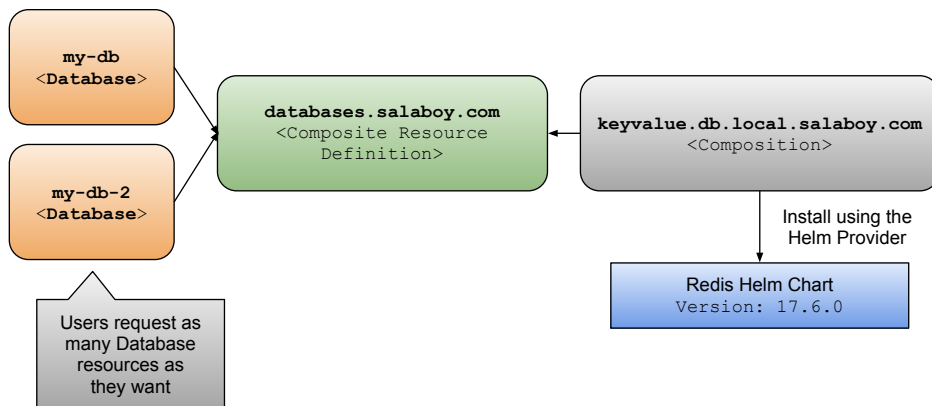 my-db
<Database>
databases.salaboy.com
<Composite Resource
Definition>
keyvalue.db.local.salaboy.com
<Composition>
my-db-2
<Database>
Install using the
Helm Provider
Redis Helm Chart
Version: 17.6.0
Users request as
many Database
resources as
they want